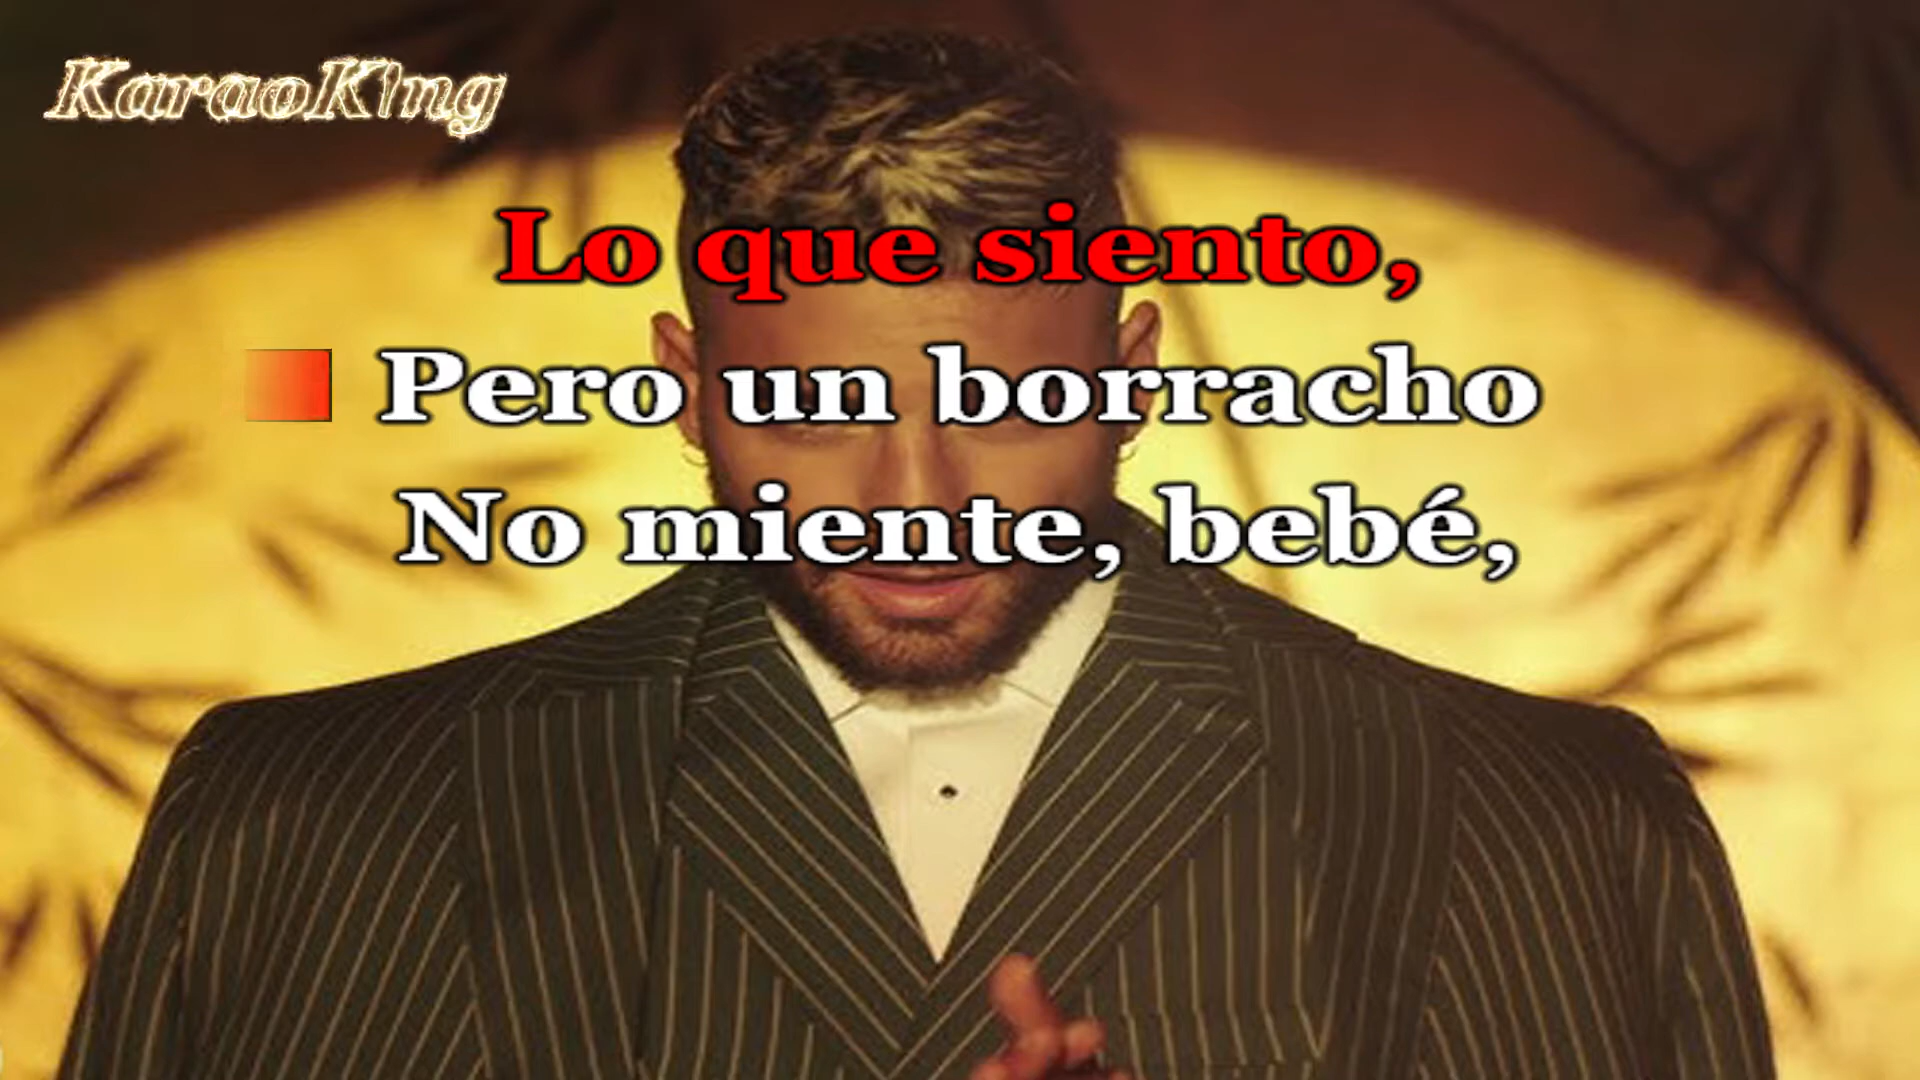 KaraoKing
Lo que siento,
Pero un borracho
No miente, bebé,